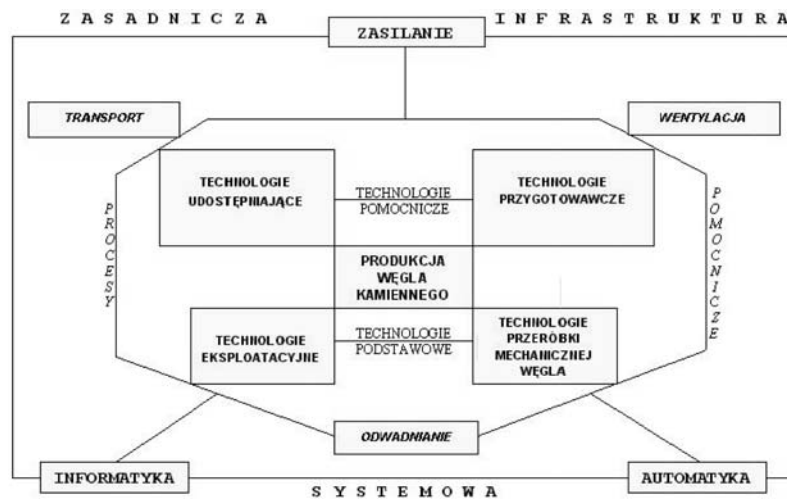 ZASADNICZA
INFRASTRUKTURA
ZASILANIE
TRANSPORT
WENTYLACJA
TECHNOLOGIE
UDOSTĘPNIAJĄCE
TECHNOLOGIE
POMOCNICZE
TECHNOLOGIE
PRZYGOTOWAWCZE
PROCESY
POMOCNICZE
PRODUKCJA
WĘGLA
KAMIENNEGO
TECHNOLOGIE
EKSPLOATACYJNE
TECHNOLOGIE
PODSTAWOWE
TECHNOLOGIE
PRZERÓBKI
MECHANICZNEJ
WĘGLA
ODWADNIANIE
INFORMATYKA
AUTOMATYKA
SYSTEMOWA